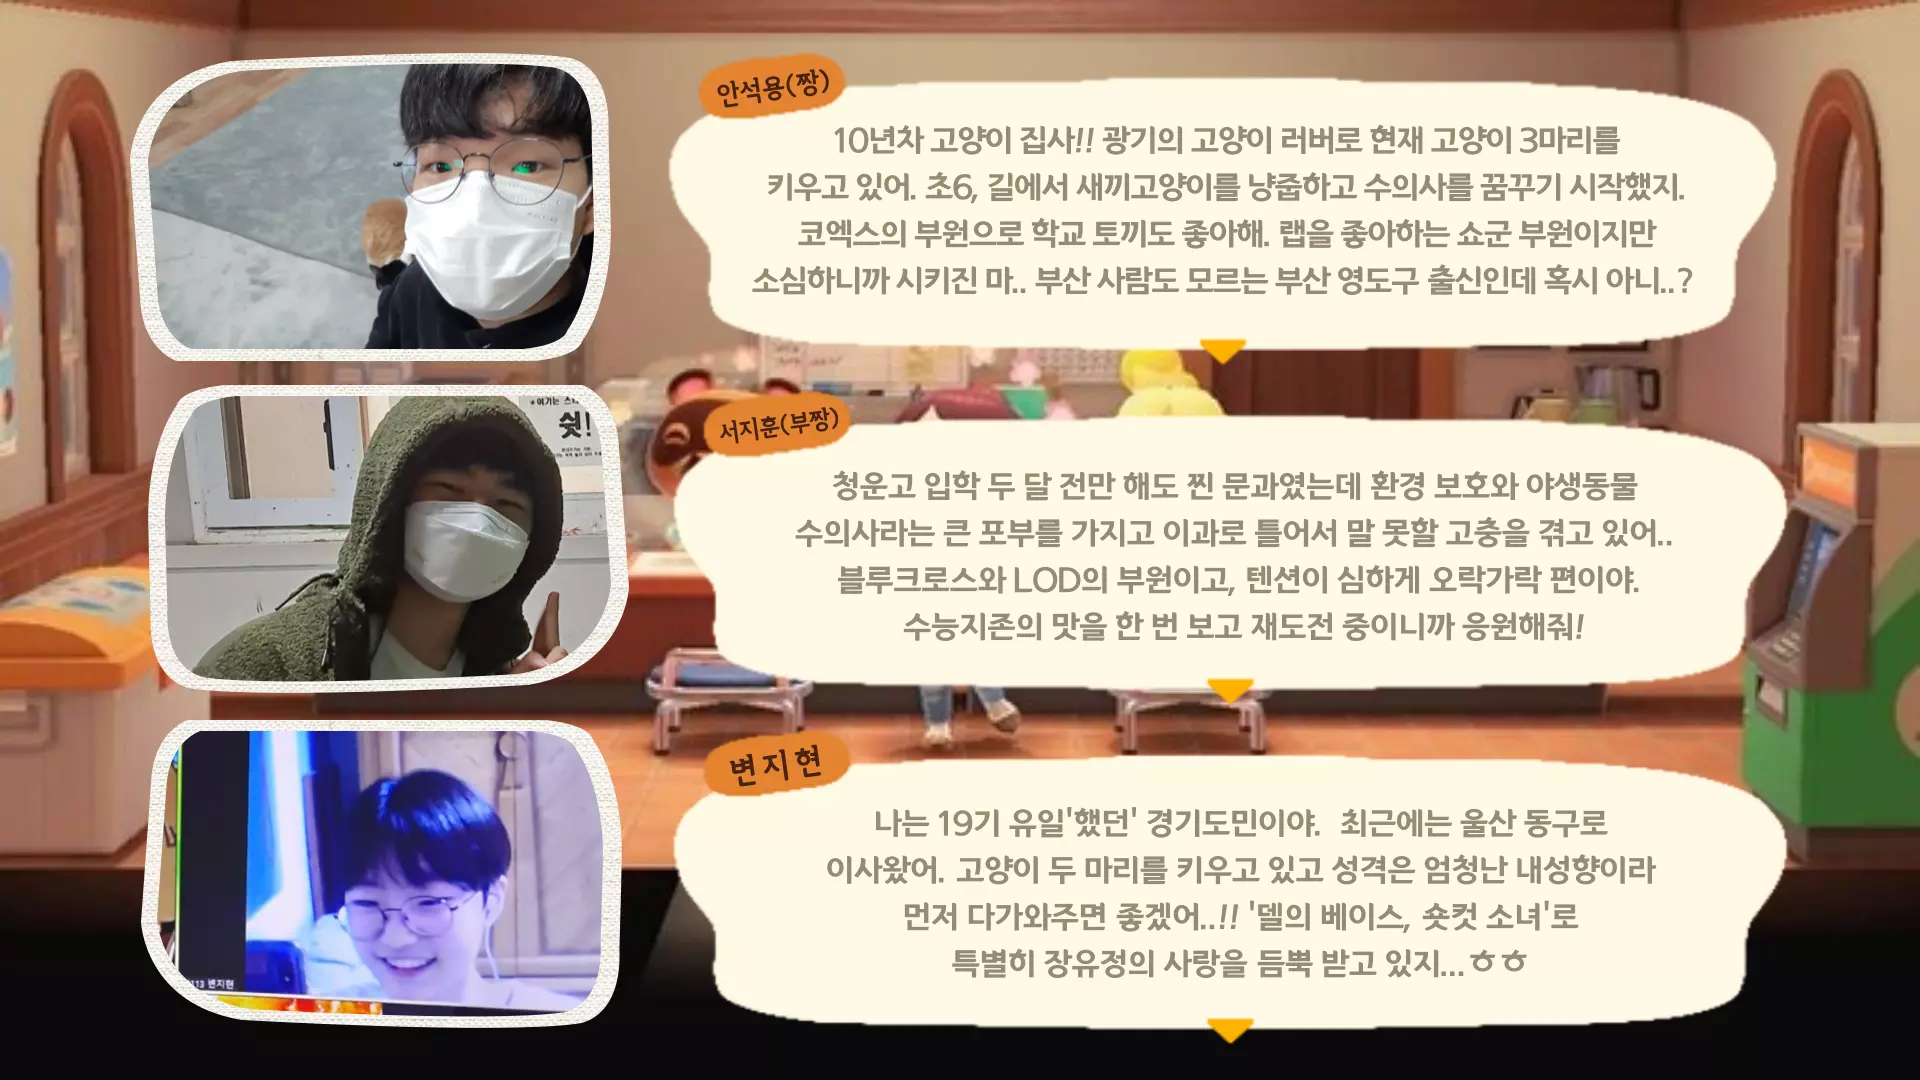 안석용(짱)
10년차 고양이 집사!! 광기의 고양이 러버로 현재 고양이 3마리를
키우고 있어. 초6, 길에서 새끼고양이를 냥줍하고 수의사를 꿈꾸기 시작했지.
코엑스의 부원으로 학교 토끼도 좋아해. 랩을 좋아하는 쇼군 부원이지만
소심하니까 시키진 마.. 부산 사람도 모르는 부산 영도구 출신인데 혹시 아니..?
쉿!
서지훈(부짱)
청운고 입학 두 달 전만 해도 찐 문과였는데 환경 보호와 야생동물
수의사라는 큰 포부를 가지고 이과로 틀어서 말 못할 고충을 겪고 있어..
블루크로스와 LOD의 부원이고, 텐션이 심하게 오락가락 편이야.
수능지존의 맛을 한 번 보고 재도전 중이니까 응원해줘!
변지현
나는 19기 유일'했던' 경기도민이야. 최근에는 울산 동구로
이사왔어. 고양이 두 마리를 키우고 있고 성격은 엄청난 내성향이라
먼저 다가와주면 좋겠어..!! '델의 베이스, 숏컷 소녀'로
특별히 장유정의 사랑을 듬뿍 받고 있지...ㅎㅎ
13 변지현